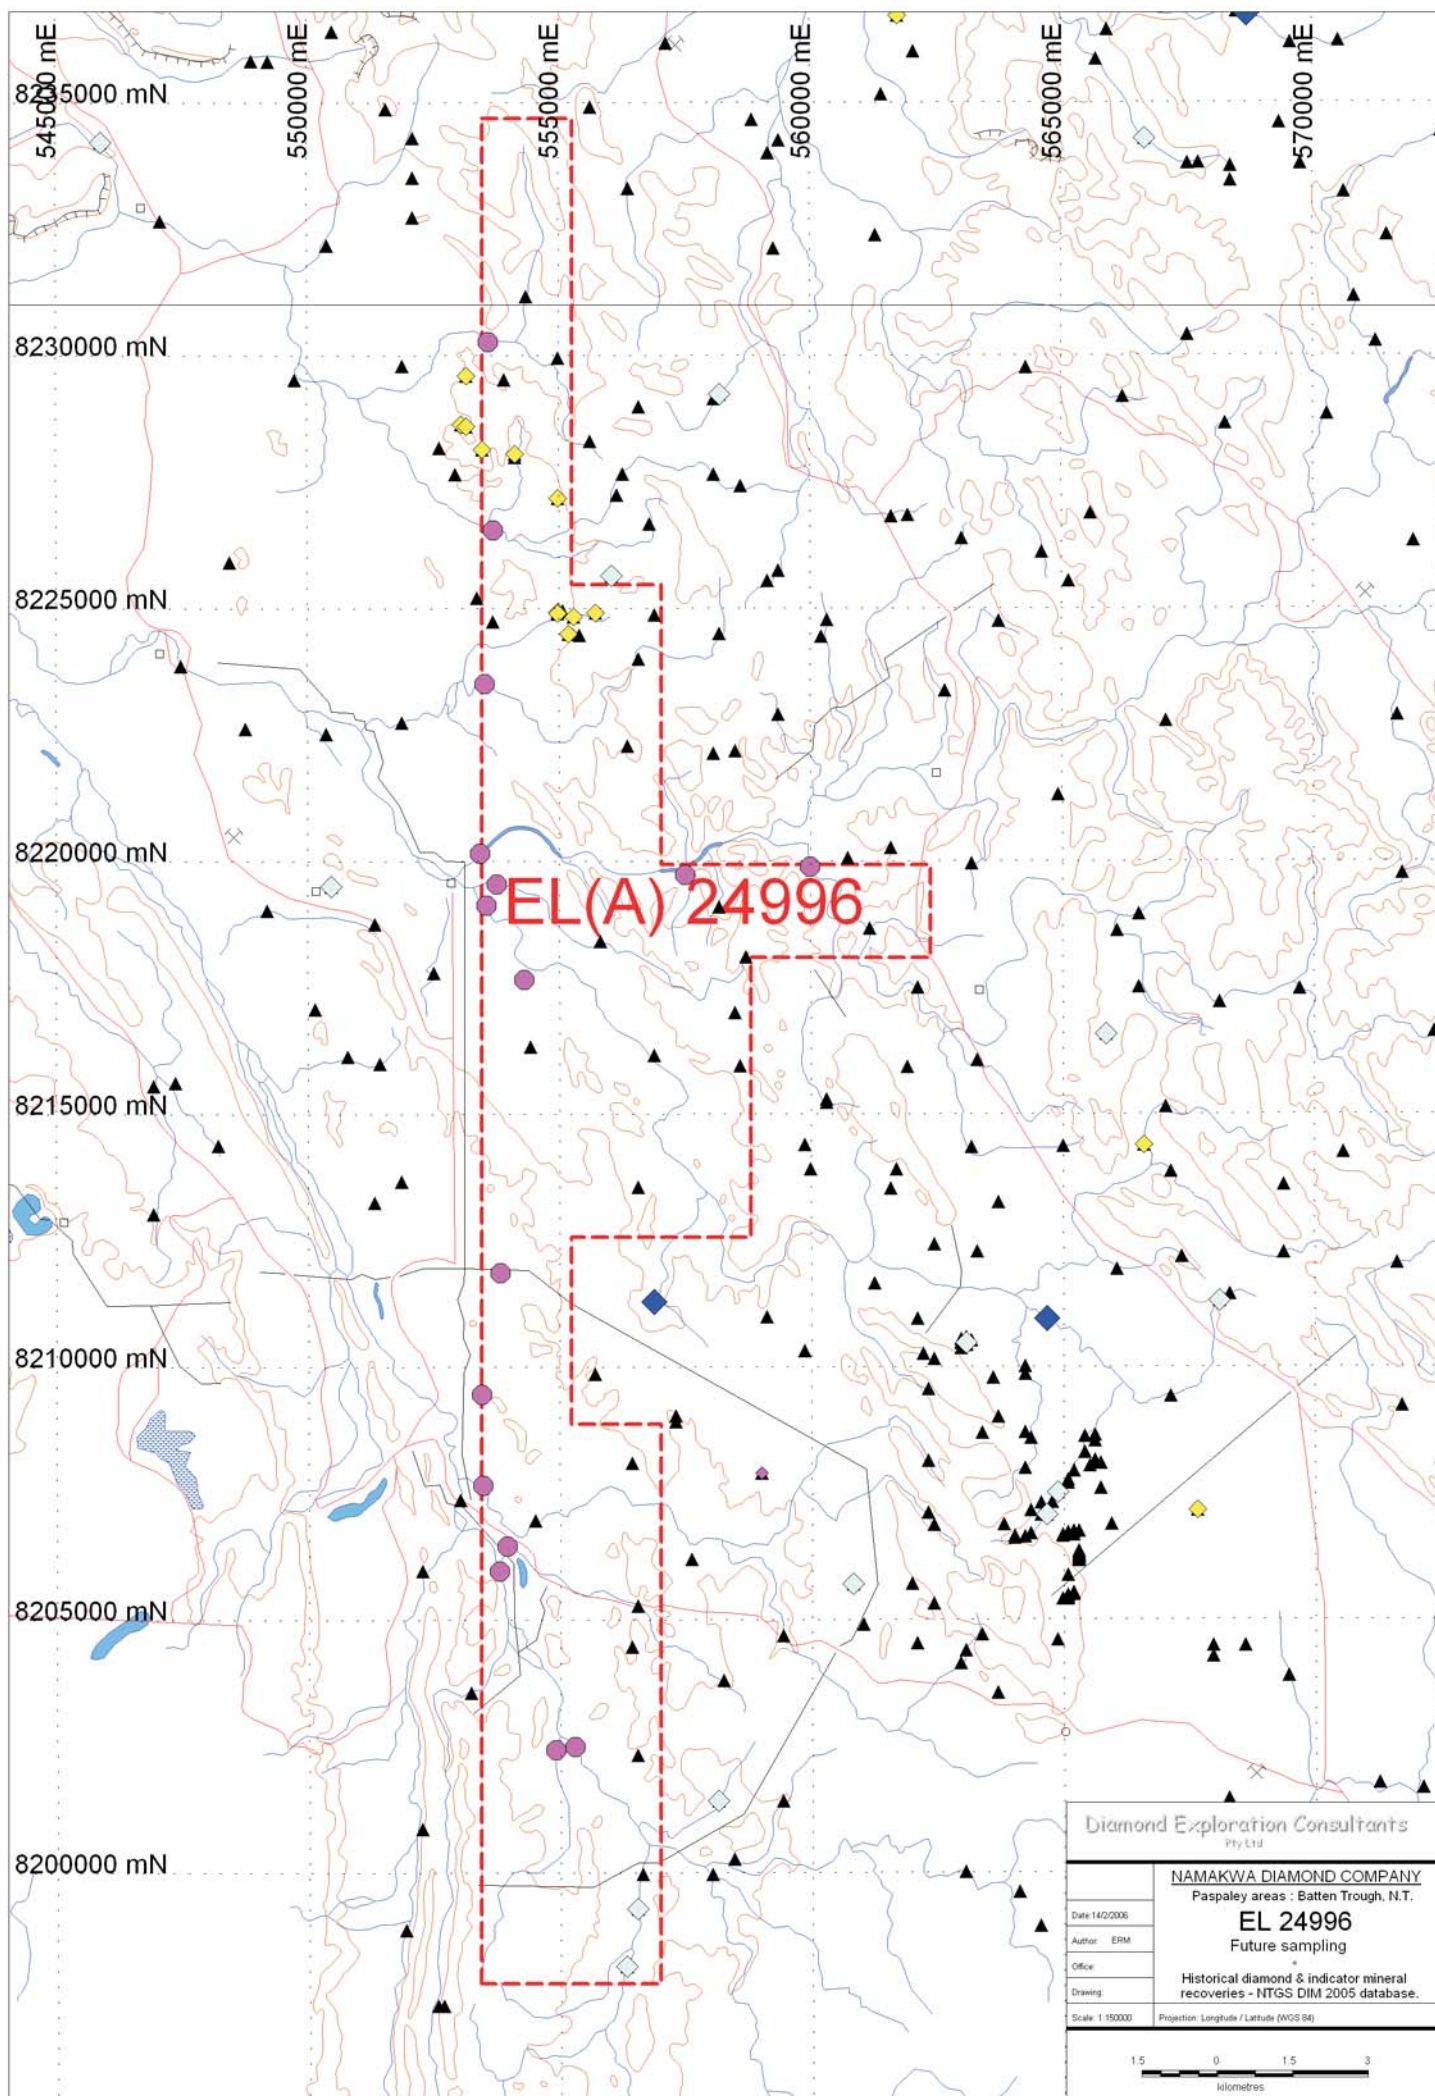 545000 mE
550000 mE
555000 mE
560000 mE
565000 mE
570000 mE
8235000 mN
8230000 mN
8225000 mN
8220000 mN
EL(A) 24996
8215000 mN
8210000 mN
8205000 mN
8200000 mN
Diamond Exploration Consultants
Pty Ltd
NAMAKWA DIAMOND COMPANY
Paspaley areas : Batten Trough, N.T.
EL 24996
Future sampling
Historical diamond & indicator mineral
recoveries - NTGS DIM 2005 database.
Date:14/2/2006
Author: ERM
Office:
Drawing:
Scale: 1:150000
Projection: Longitude / Latitude (WGS 84)
1.5 0 1.5 3
kilometres